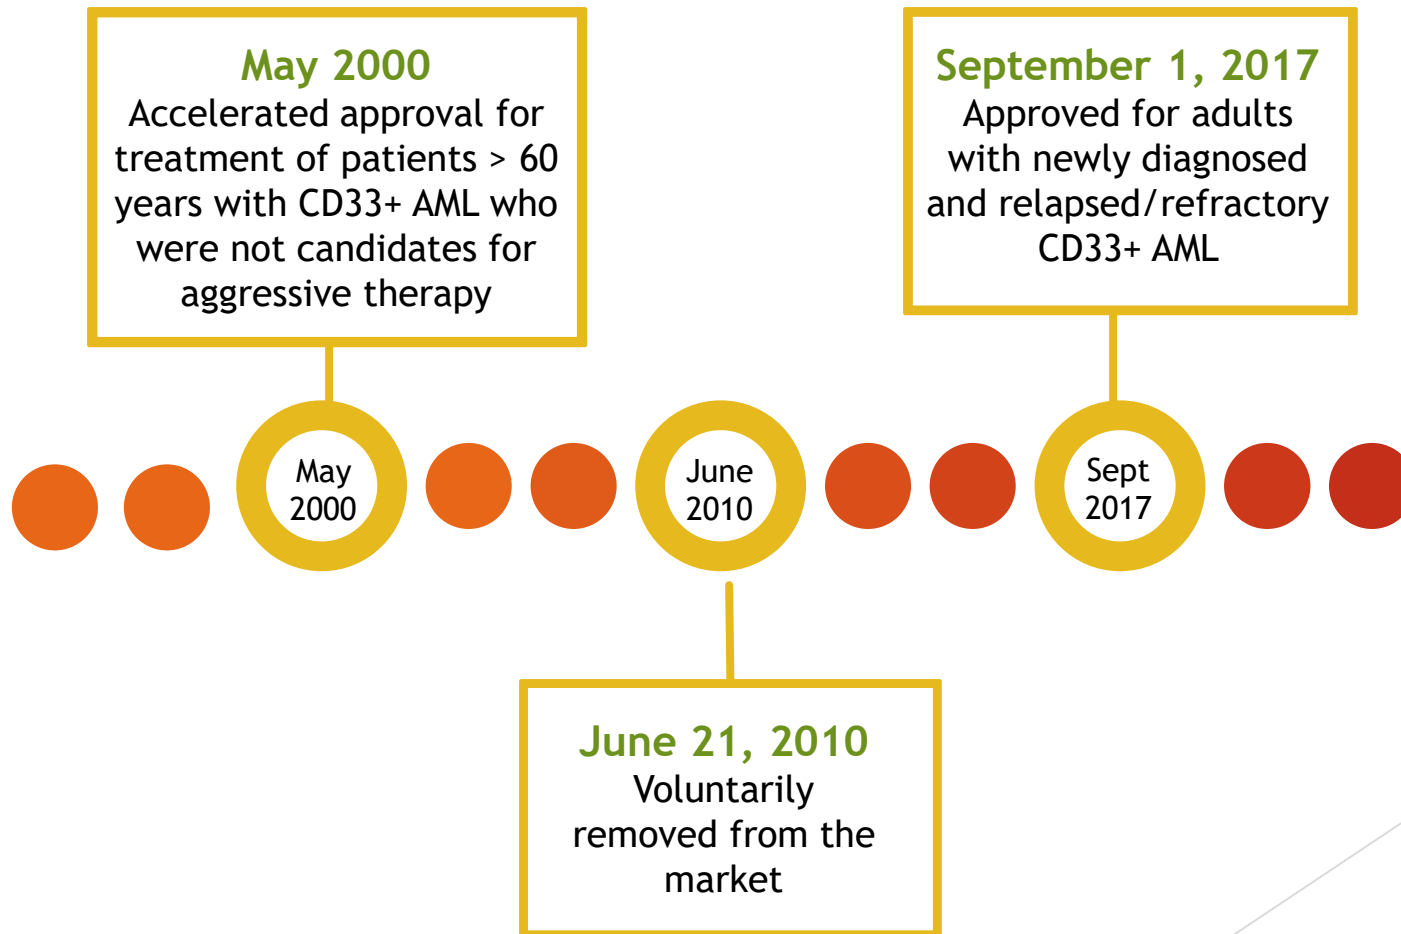 May 2000
Accelerated approval for
treatment of patients > 60
years with CD33+ AML who
were not candidates for
aggressive therapy
September 1, 2017
Approved for adults
with newly diagnosed
and relapsed/refractory
CD33+ AML
May
2000
June
2010
Sept
2017
June 21, 2010
Voluntarily
removed from the
market